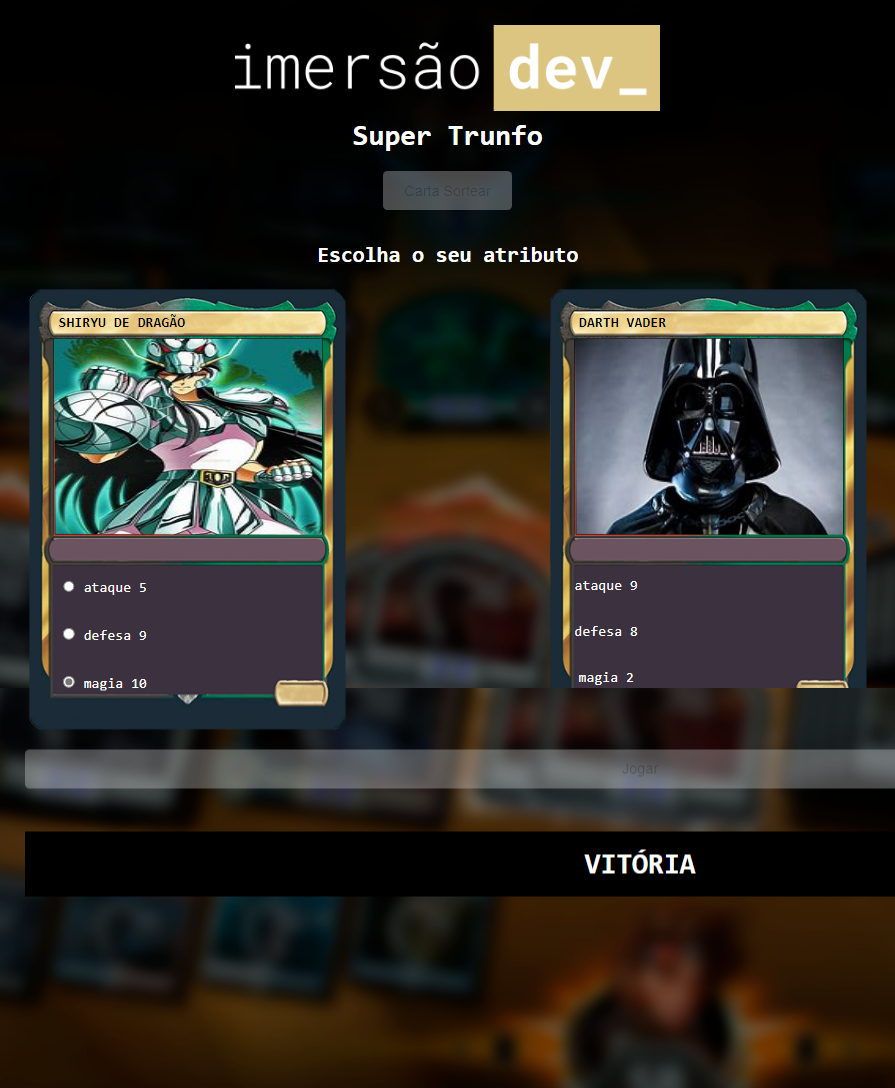 imersão dev_
Super Trunfo
Carta Sortear
Escolha o seu atributo
SHIRYU DE DRAGÃO
ataque 5
defesa 9
magia 10
DARTH VADER
ataque 9
defesa 8
magia 2
Jogar
VITÓRIA